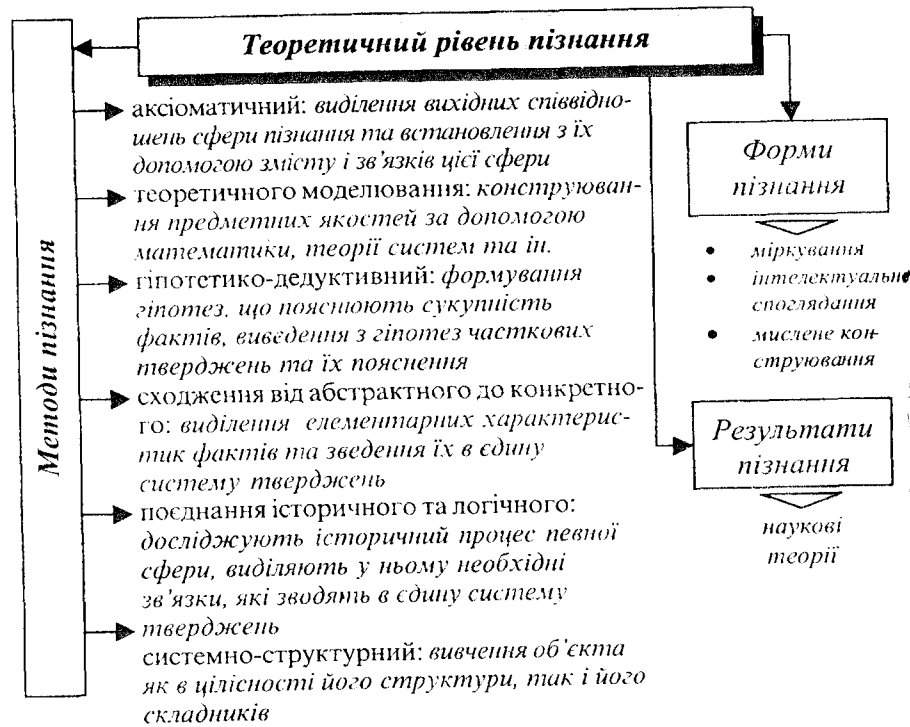 Теоретичний рівень пізнання
Методи пізнання
аксіоматичний: виділення вихідних співвідно-
шень сфери пізнання та встановлення з їх
допомогою змісту і зв’язків цієї сфери
теоретичного моделювання: конструюван-
ня предметних якостей за допомогою
математики, теорії систем та ін.
гіпотетико-дедуктивний: формування
гіпотез, що пояснюють сукупність
фактів, виведення з гіпотез часткових
тверджень та їх пояснення
сходження від абстрактного до конкретно-
го: виділення елементарних характерис-
тик фактів та зведення їх в єдину
систему тверджень
поєднання історичного та логічного:
досліджують історичний процес певної
сфери, виділяють у ньому необхідні
зв’язки, які зводять в єдину систему
тверджень
системно-структурний: вивчення об’єкта
як в цілісності його структури, так і його
складників
Форми
пізнання
• міркування
• інтелектуальне
споглядання
• мислене кон-
струювання
Результати
пізнання
наукові
теорії